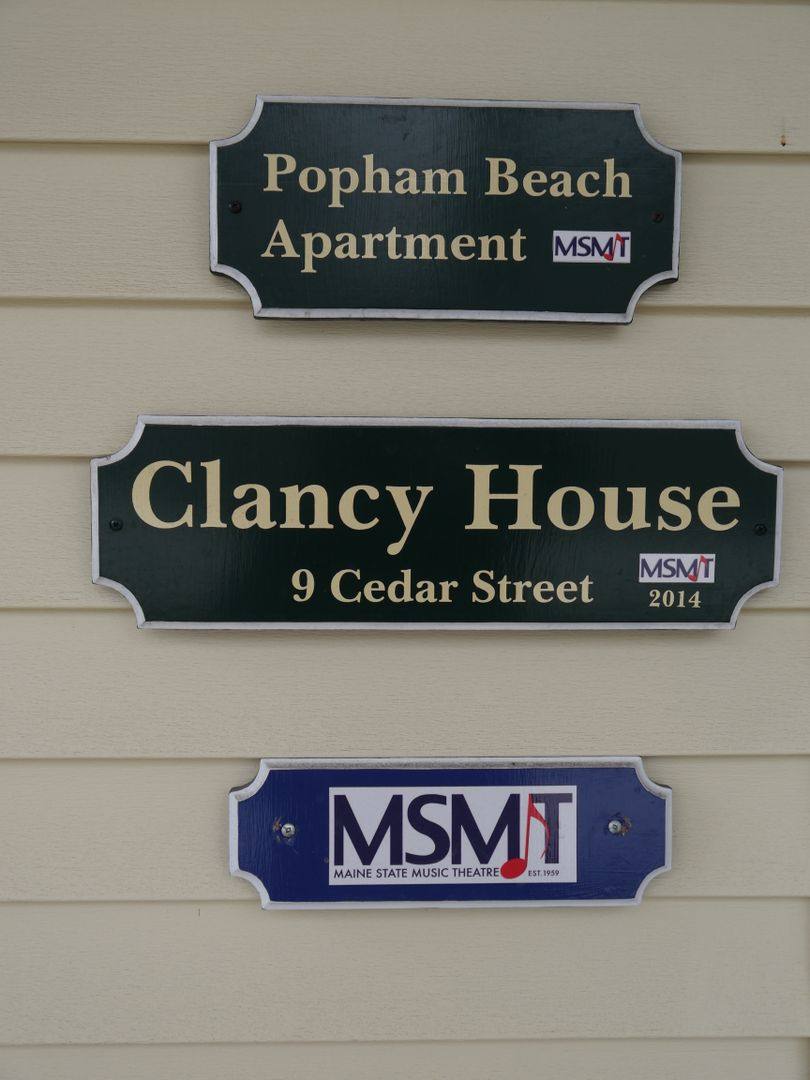 Popham Beach
Apartment MSMT
Clancy House
9 Cedar Street MSMT
2014
MSMT
MAINE STATE MUSIC THEATRE EST. 1959